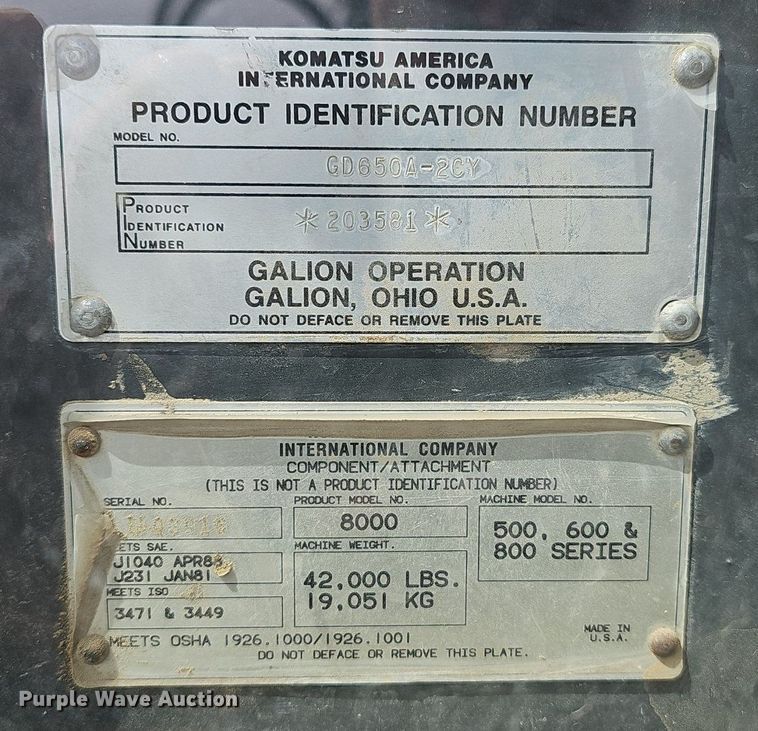 KOMATSU AMERICA
INTERNATIONAL COMPANY
PRODUCT IDENTIFICATION NUMBER
MODEL NO.
GD650A-2CY
PRODUCT
IDENTIFICATION
NUMBER
*203581*
GALION OPERATION
GALION, OHIO U.S.A.
DO NOT DEFACE OR REMOVE THIS PLATE
INTERNATIONAL COMPANY
COMPONENT/ATTACHMENT
(THIS IS NOT A PRODUCT IDENTIFICATION NUMBER)
SERIAL NO.
PRODUCT MODEL NO.
8000
MACHINE MODEL NO.
500, 600 &
800 SERIES
SAE.
J1040
J231 JAN81
MACHINE WEIGHT.
42,000 LBS.
19,051 KG
MEETS ISO
3471 & 3449
MEETS OSHA 1926.1000/1926.1001
MADE IN
U.S.A.
DO NOT DEFACE OR REMOVE THIS PLATE.
Purple Wave Auction